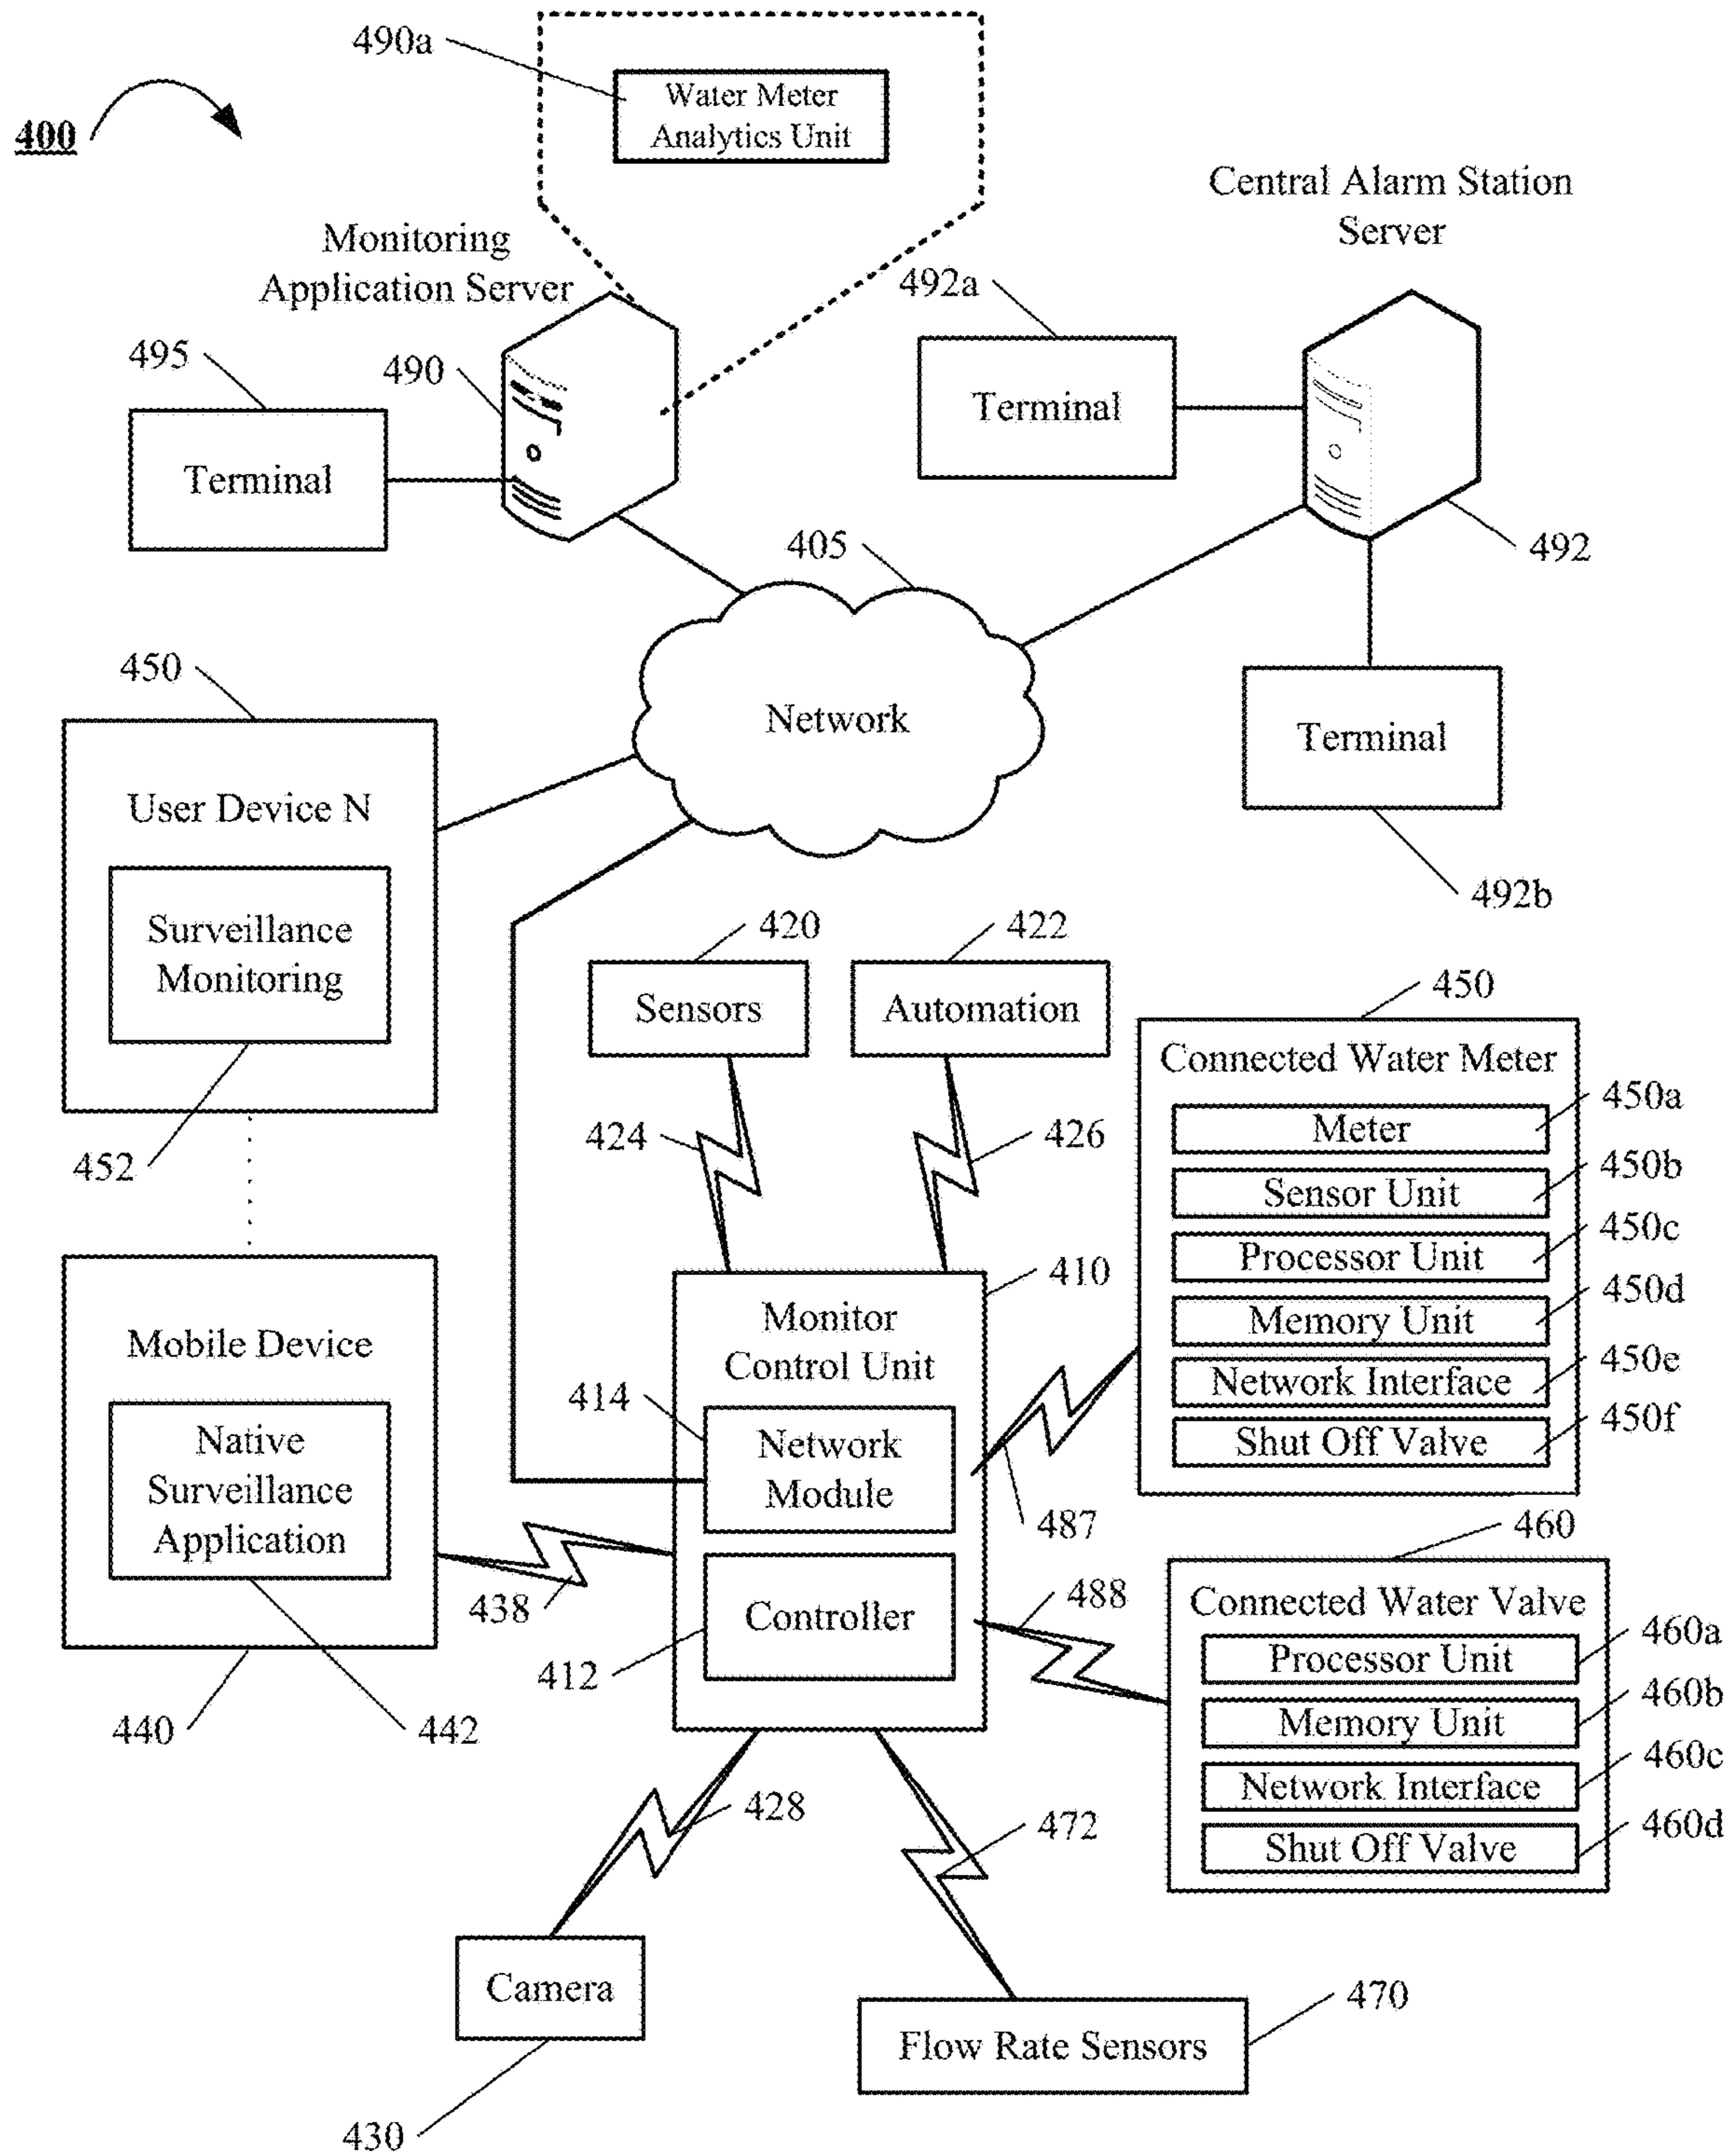 490a
Water Meter
Analytics Unit
400
Central Alarm Station
Server
Monitoring
Application Server
492a
495
490
Terminal
Terminal
405
492
450
Network
Terminal
User Device N
492b
Surveillance
Monitoring
420
422
450
Sensors
Automation
Connected Water Meter
450a
Meter
424
426
450b
452
Sensor Unit
450c
Processor Unit
410
450d
Monitor
Control Unit
Memory Unit
Mobile Device
450e
Network Interface
414
450f
Native
Surveillance
Application
Network
Module
Shut Off Valve
487
460
438
488
Connected Water Valve
Controller
460a
Processor Unit
412
460b
440
442
Memory Unit
460c
Network Interface
428
472
460d
Shut Off Valve
Camera
470
Flow Rate Sensors
430